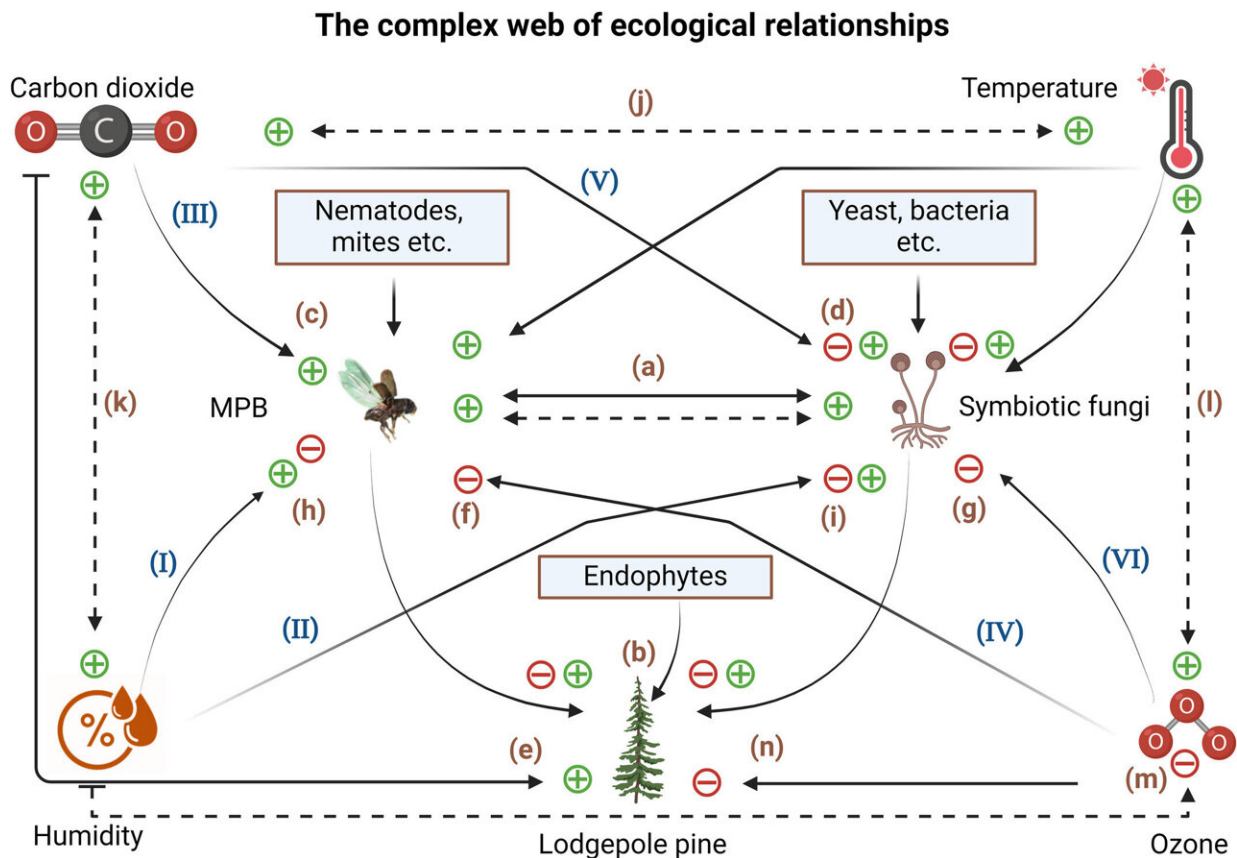 The complex web of ecological relationships
Carbon dioxide
Temperature
O C O
(j)
(III)
(V)
Nematodes,
mites etc.
Yeast, bacteria
etc.
(c)
(d)
(a)
(k)
MPB
Symbiotic fungi
(l)
(h)
(f)
(i)
(g)
(I)
(VI)
Endophytes
(II)
(IV)
(b)
%
O
O O
(e)
(n)
(m)
Humidity
Lodgepole pine
Ozone